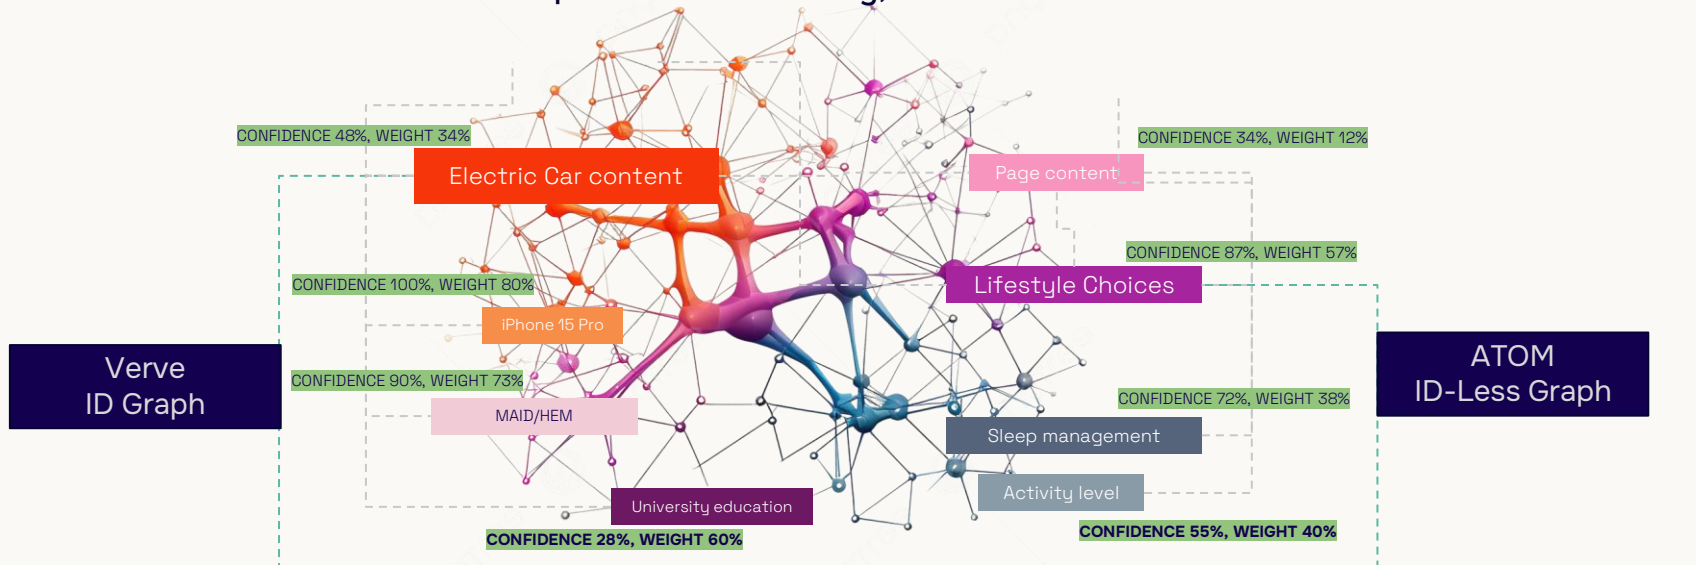 CONFIDENCE 48%, WEIGHT 34%
Electric Car content
CONFIDENCE 34%, WEIGHT 12%
Page content
CONFIDENCE 87%, WEIGHT 57%
Lifestyle Choices
CONFIDENCE 100%, WEIGHT 80%
iPhone 15 Pro
Verve
ID Graph
ATOM
ID-Less Graph
CONFIDENCE 90%, WEIGHT 73%
MAID/HEM
CONFIDENCE 72%, WEIGHT 38%
Sleep management
Activity level
University education
CONFIDENCE 28%, WEIGHT 60%
CONFIDENCE 55%, WEIGHT 40%